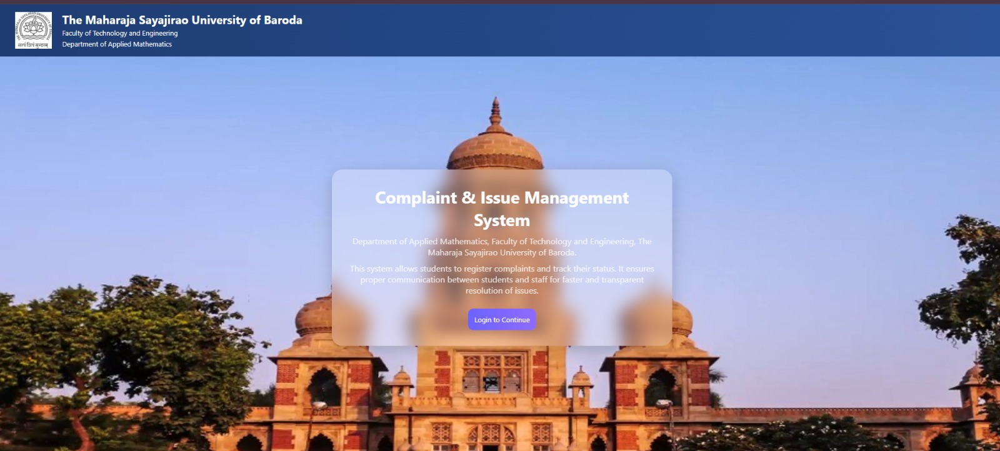 The Maharaja Sayajirao University of Baroda
Faculty of Technology and Engineering
Department of Applied Mathematics
सत्यं शिवं सुन्दरम्
Complaint & Issue Management
System
Department of Applied Mathematics, Faculty of Technology and Engineering, The
Maharaja Sayajirao University of Baroda.
This system allows students to register complaints and track their status. It ensures
proper communication between students and staff for faster and transparent
resolution of issues.
Login to Continue